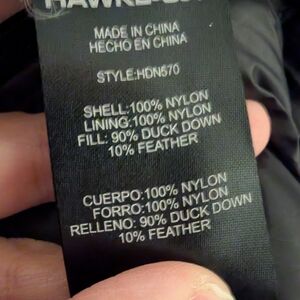 MADE IN CHINA
HECHO EN CHINA
STYLE:HDN570
SHELL:100% NYLON
LINING:100% NYLON
FILL: 90% DUCK DOWN
10% FEATHER
CUERPO:100% NYLON
FORRO:100% NYLON
RELLENO: 90% DUCK DOWN
10% FEATHER